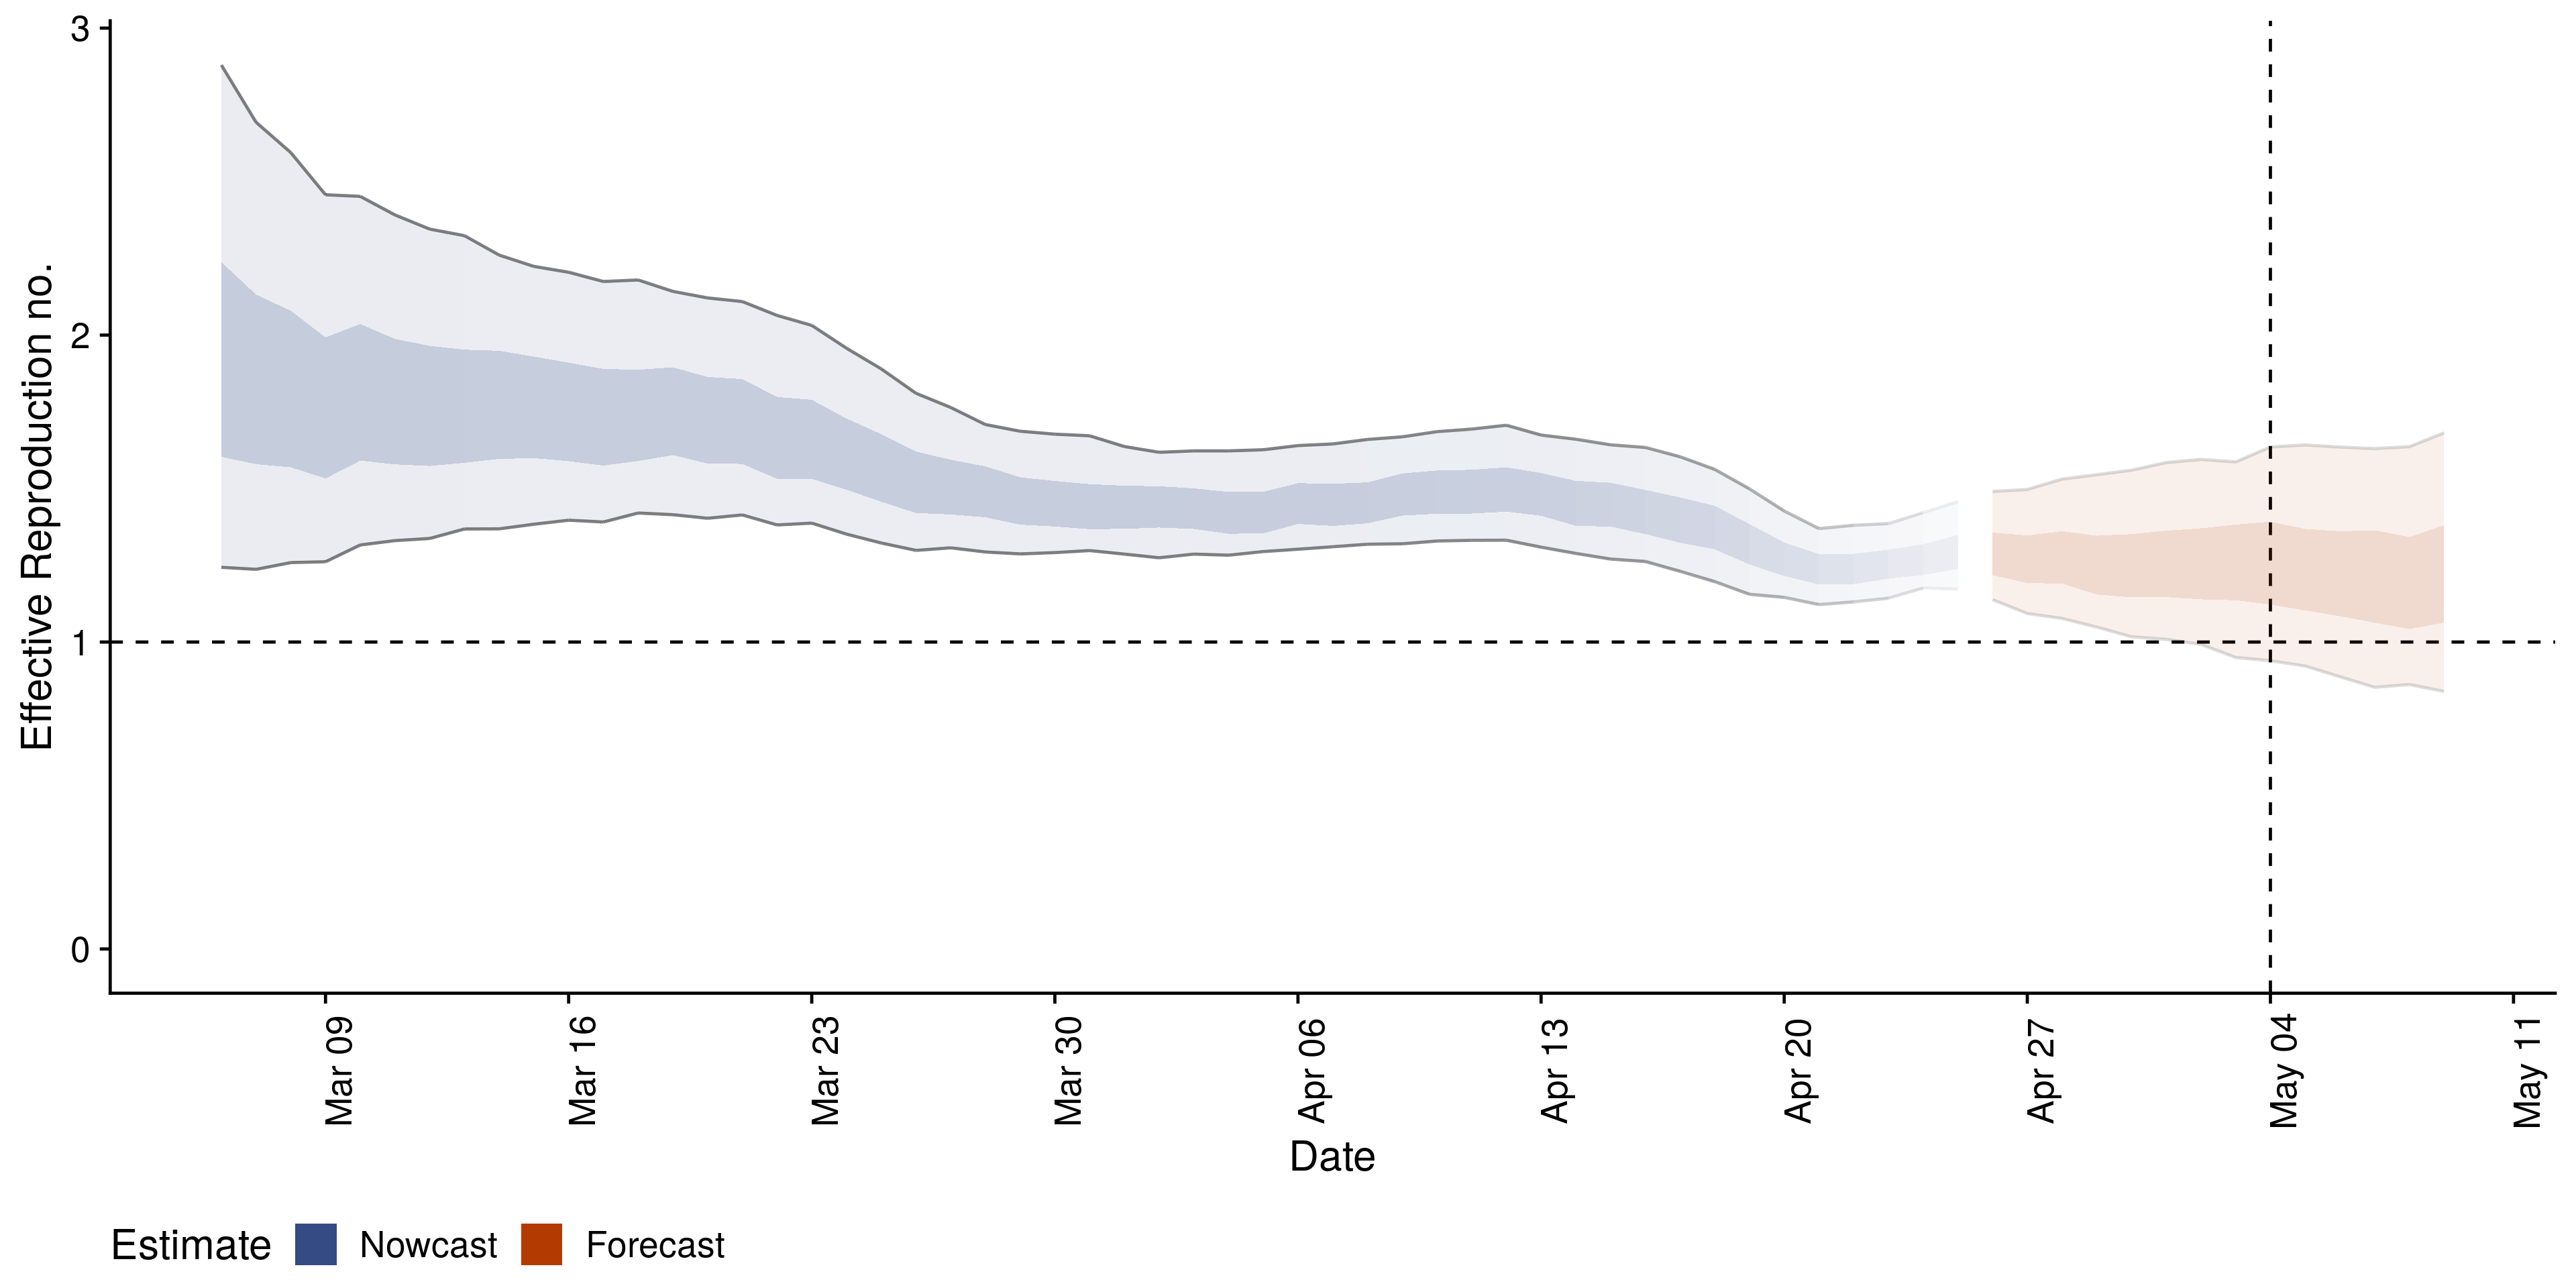 Effective Reproduction no.
3
2
1
0
Mar 09
Mar 16
Mar 23
Mar 30
Apr 06
Apr 13
Apr 20
Apr 27
May 04
May 11
Date
Estimate Nowcast Forecast